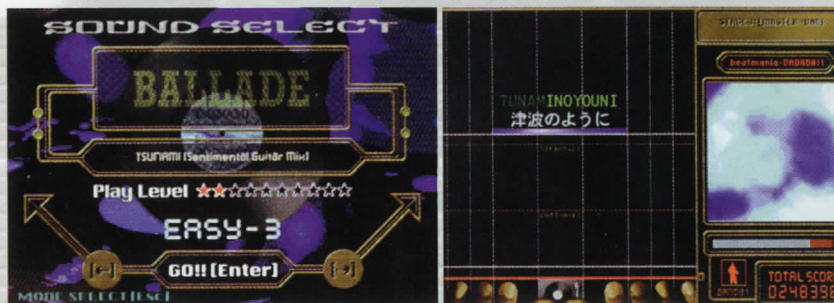 SOUND SELECT
BALLADE
TSUNAMI [Sentimental Guitar Mix]
Play Level
EASY-3
[←]
GO!! [Enter]
[→]
MODE SELECT[Esc]
beatmania-DADADA!!
TUNAMINOYOUNI
津波のように
TOTAL SCORE
0248398